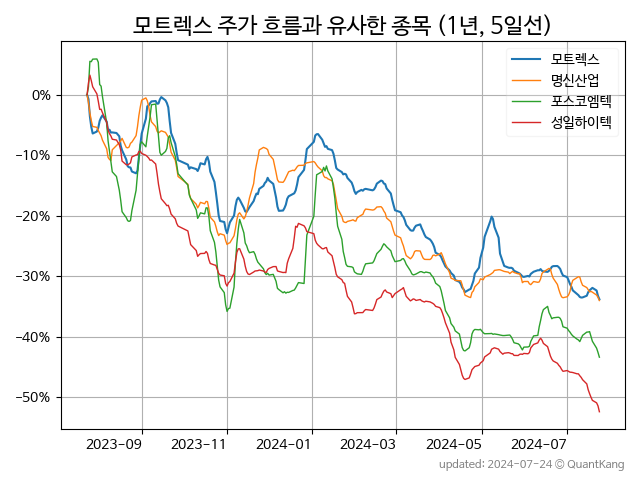 모트렉스 주가 흐름과 유사한 종목 (1년, 5일선)
모트렉스
명신산업
포스코엠텍
성일하이텍
0%
−10%
−20%
−30%
−40%
−50%
2023−09
2023−11
2024−01
2024−03
2024−05
2024−07
updated: 2024−07−24 © QuantKang